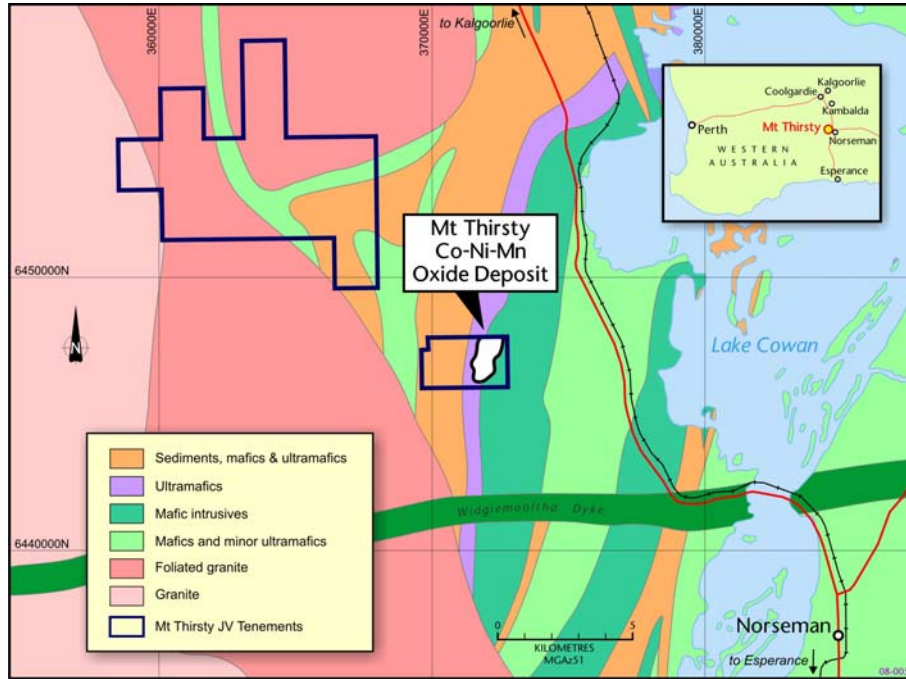 360000E
370000E
380000E
to Kalgoorlie
Kalgoorlie
Coolgardie
Kambalda
Perth
Mt Thirsty
Norseman
WESTERN
AUSTRALIA
Esperance
Mt Thirsty
Co-Ni-Mn
Oxide Deposit
6450000N
N
Lake Cowan
Sediments, mafics & ultramafics
Ultramafics
Mafic intrusives
Mafics and minor ultramafics
Foliated granite
Granite
Mt Thirsty JV Tenements
Widgiemooltha Dyke
6440000N
0 5
KILOMETRES
MGAz51
Norseman
to Esperance